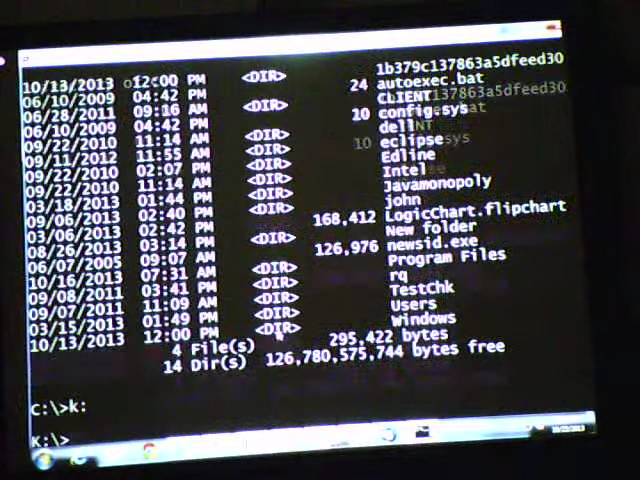 10/13/2013 12:00 PM <DIR> 1b379c137863a5dfeed30
06/10/2009 04:42 PM 24 autoexec.bat
06/28/2011 09:16 AM <DIR> CLIENT
06/10/2009 04:42 PM 10 config.sys
09/22/2010 11:14 AM <DIR> dell
09/11/2012 11:55 AM <DIR> eclipse
09/22/2010 02:07 PM <DIR> Edline
09/22/2010 11:14 AM <DIR> Intel
03/18/2013 01:44 PM <DIR> Javamonopoly
09/06/2013 02:40 PM <DIR> john
03/06/2013 02:42 PM 168,412 LogicChart.flipchart
08/26/2013 03:14 PM <DIR> New folder
06/07/2005 09:07 AM 126,976 newsid.exe
10/16/2013 07:31 AM <DIR> Program Files
09/08/2011 03:41 PM <DIR> rq
09/07/2011 11:09 AM <DIR> TestChk
03/15/2013 01:49 PM <DIR> Users
10/13/2013 12:00 PM <DIR> Windows
4 File(s) 295,422 bytes
14 Dir(s) 126,780,575,744 bytes free
C:\>k:
K:\>